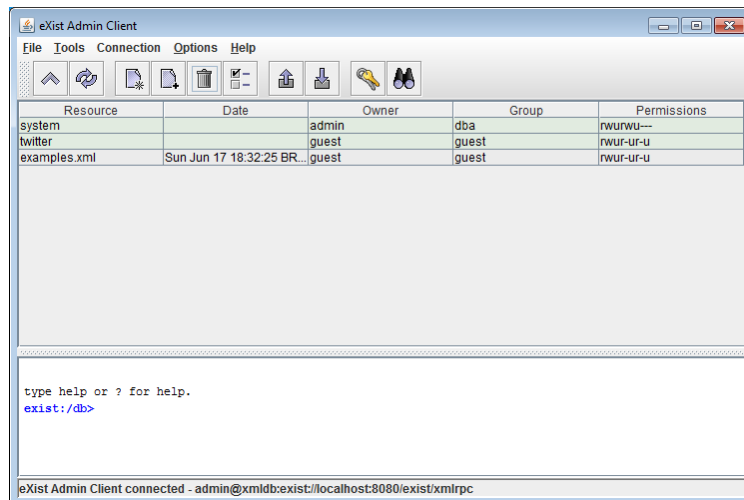 eXist Admin Client
File Tools Connection Options Help
Resource Date Owner Group Permissions
system admin dba rwurwu---
twitter guest guest rwur-ur-u
examples.xml Sun Jun 17 18:32:25 BR... guest guest rwur-ur-u
type help or ? for help.
exist:/db>
eXist Admin Client connected - admin@xmldb:exist://localhost:8080/exist/xmlrpc